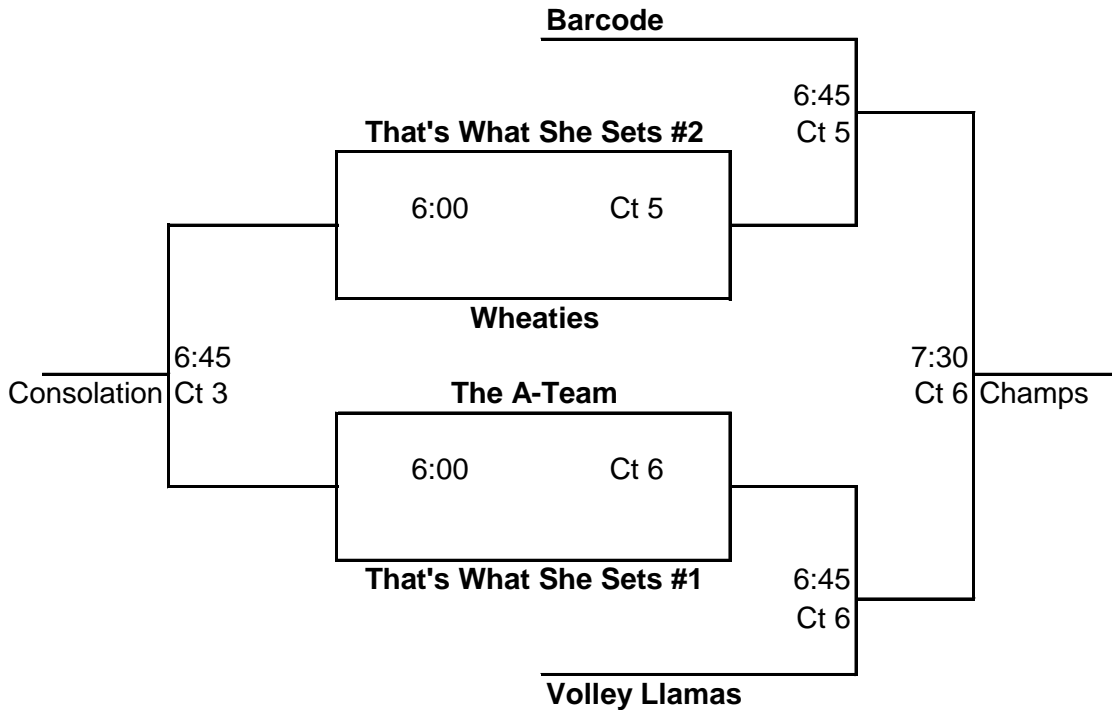 Barcode
6:45
Ct 5
That's What She Sets #2
6:00 Ct 5
Wheaties
6:45
Consolation Ct 3
7:30
Ct 6 Champs
The A-Team
6:00 Ct 6
That's What She Sets #1
6:45
Ct 6
Volley Llamas